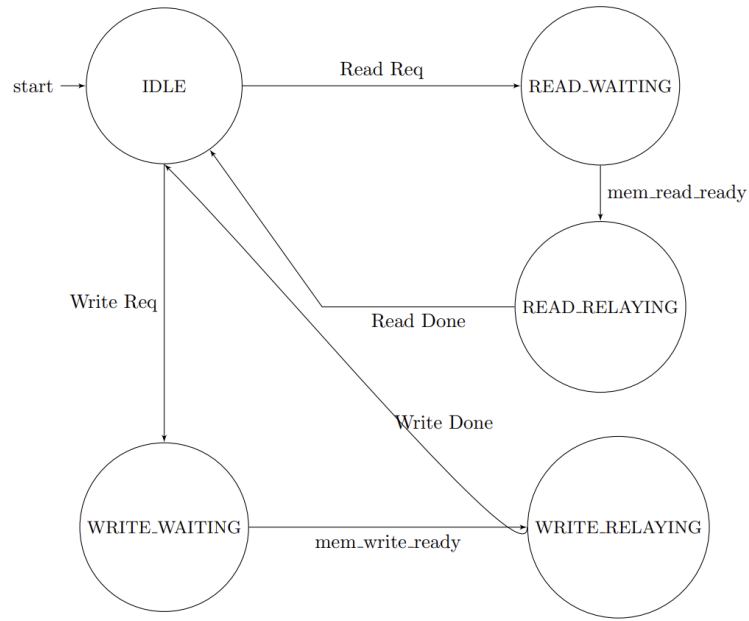 start
IDLE
Read Req
READ_WAITING
mem_read_ready
Write Req
READ_RELAYING
Read Done
Write Done
WRITE_WAITING
mem_write_ready
WRITE_RELAYING